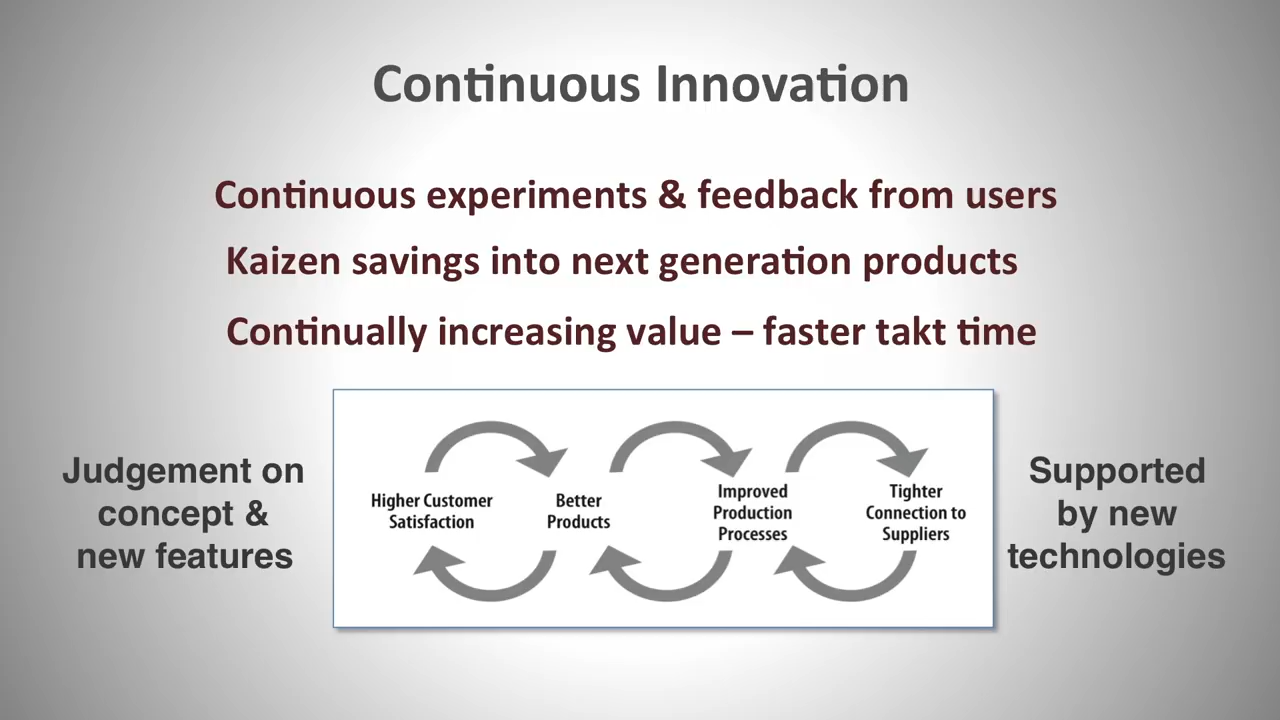 Continuous Innovation
Continuous experiments & feedback from users
Kaizen savings into next generation products
Continually increasing value – faster takt time
Judgement on
concept &
new features
Higher Customer
Satisfaction
Better
Products
Improved
Production
Processes
Tighter
Connection to
Suppliers
Supported
by new
technologies